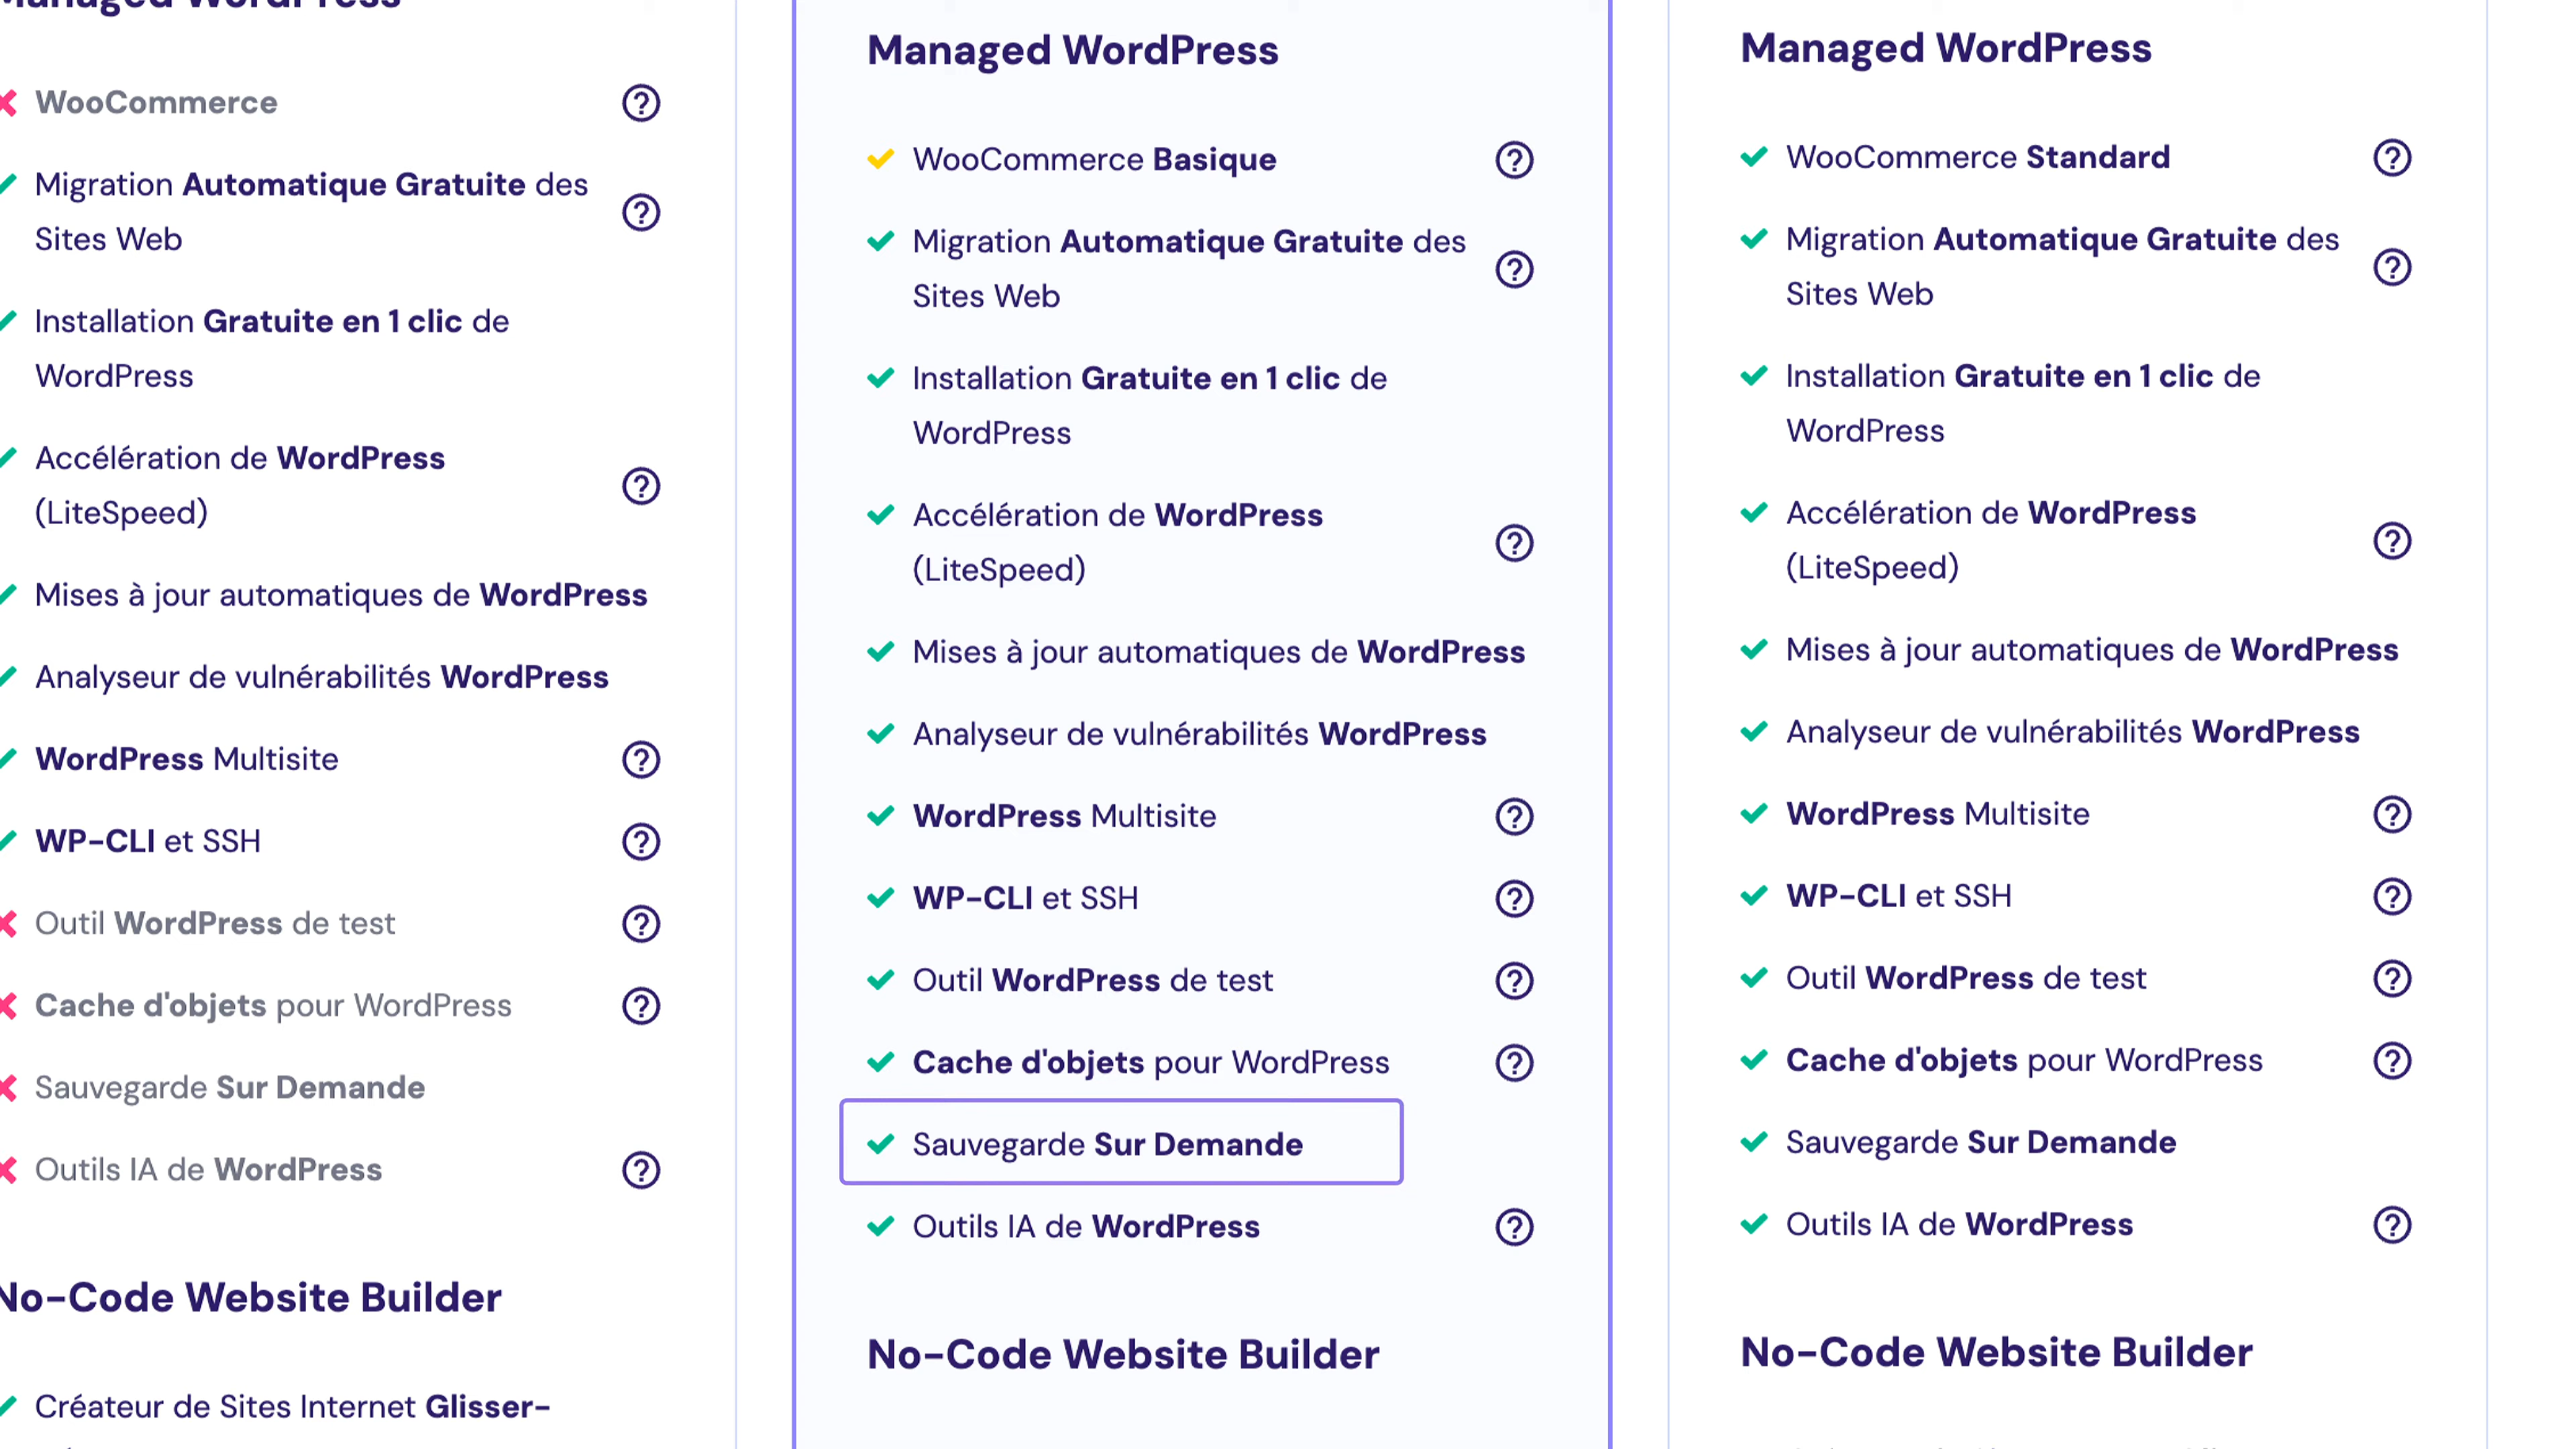 Managed WordPress
WooCommerce
Migration Automatique Gratuite des
Sites Web
Installation Gratuite en 1 clic de
WordPress
Accélération de WordPress
(LiteSpeed)
Mises à jour automatiques de WordPress
Analyseur de vulnérabilités WordPress
WordPress Multisite
WP-CLI et SSH
Outil WordPress de test
Cache d'objets pour WordPress
Sauvegarde Sur Demande
Outils IA de WordPress
No-Code Website Builder
Créateur de Sites Internet Glisser-
Managed WordPress
WooCommerce Basique
Migration Automatique Gratuite des
Sites Web
Installation Gratuite en 1 clic de
WordPress
Accélération de WordPress
(LiteSpeed)
Mises à jour automatiques de WordPress
Analyseur de vulnérabilités WordPress
WordPress Multisite
WP-CLI et SSH
Outil WordPress de test
Cache d'objets pour WordPress
Sauvegarde Sur Demande
Outils IA de WordPress
No-Code Website Builder
Managed WordPress
WooCommerce Standard
Migration Automatique Gratuite des
Sites Web
Installation Gratuite en 1 clic de
WordPress
Accélération de WordPress
(LiteSpeed)
Mises à jour automatiques de WordPress
Analyseur de vulnérabilités WordPress
WordPress Multisite
WP-CLI et SSH
Outil WordPress de test
Cache d'objets pour WordPress
Sauvegarde Sur Demande
Outils IA de WordPress
No-Code Website Builder